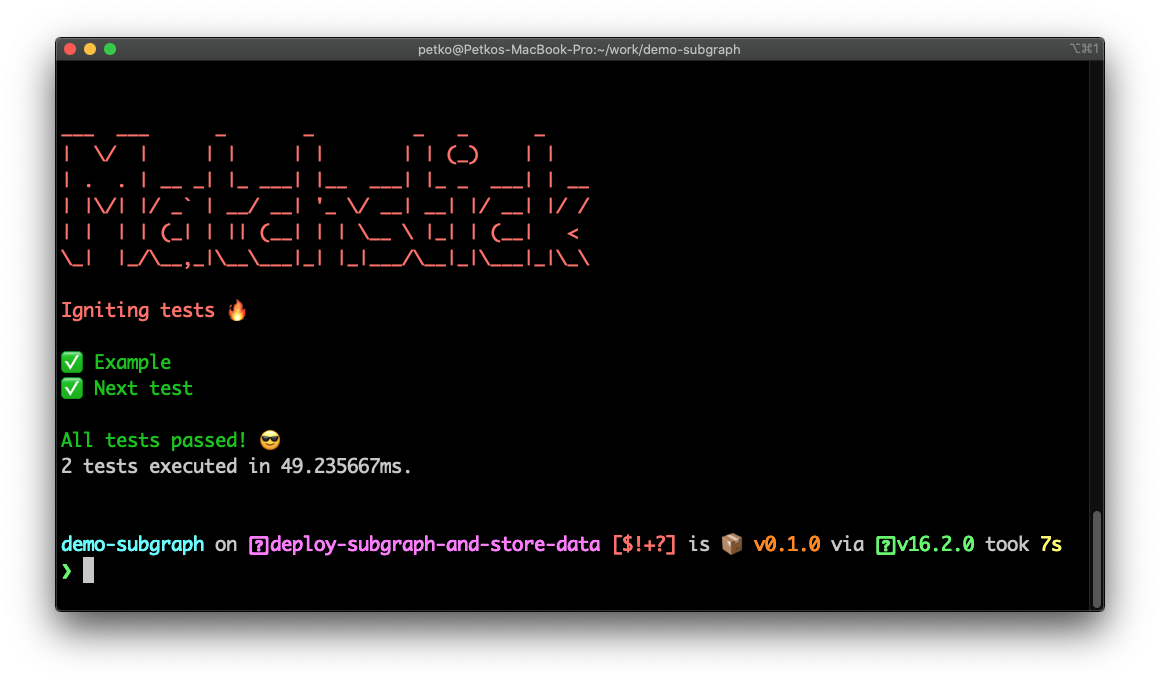 petko@Petkos-MacBook-Pro:~/work/demo-subgraph
⌥⌘1
Matchstick
Igniting tests 🔥
✅ Example
✅ Next test
All tests passed! 😎
2 tests executed in 49.235667ms.
demo-subgraph on ⍰deploy-subgraph-and-store-data [$!+?] is 📦 v0.1.0 via ⍰v16.2.0 took 7s
❯